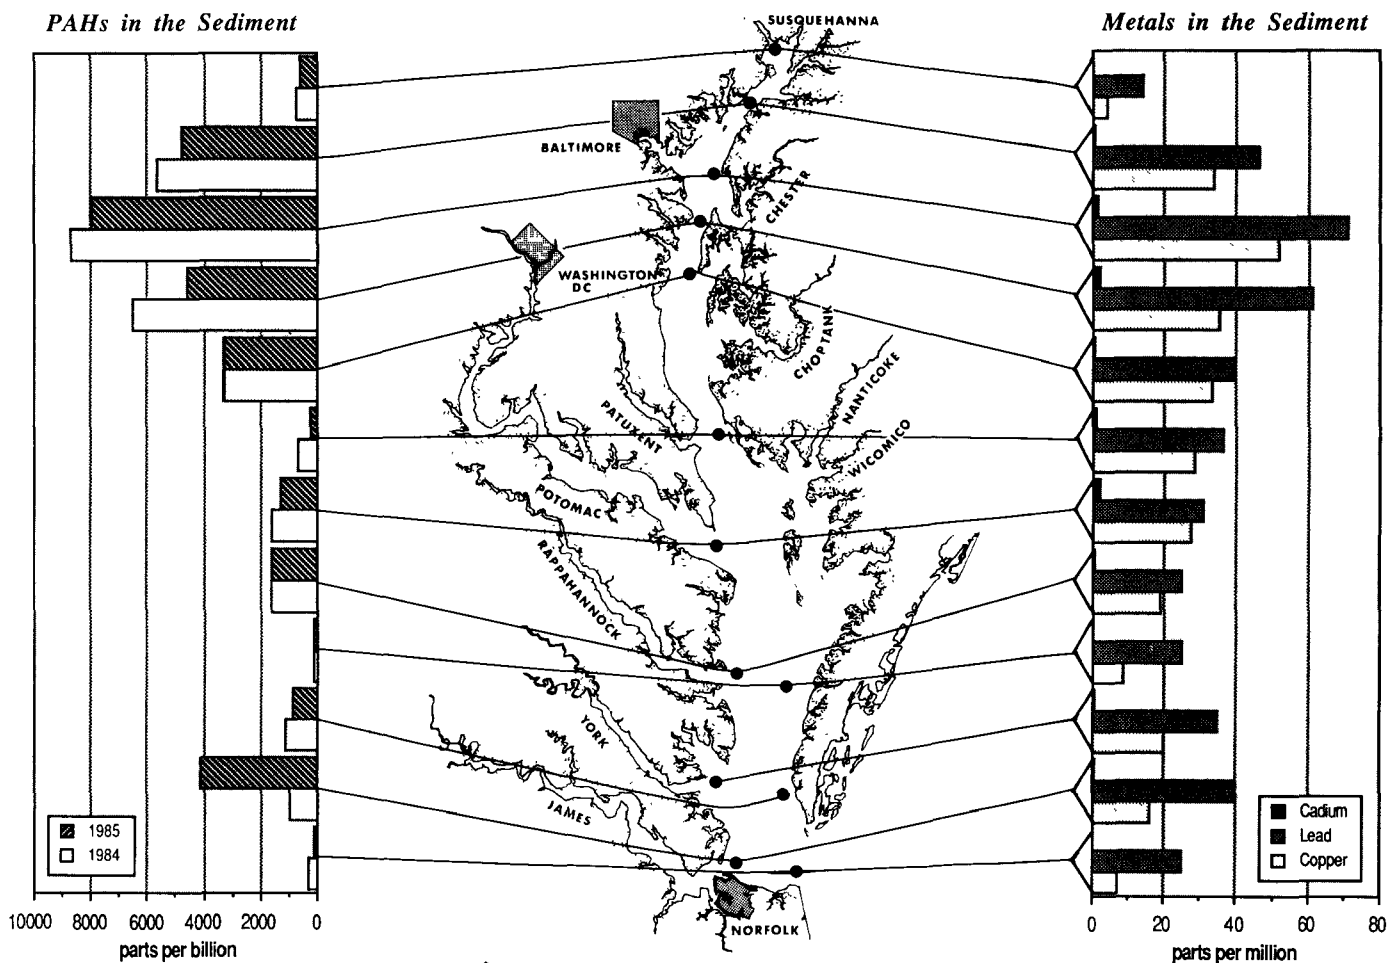 PAHs in the Sediment
Metals in the Sediment
SUSQUEHANNA
BALTIMORE
CHESTER
WASHINGTON
DC
CHOPTANK
NANTICOKE
PATUXENT
WICOMICO
POTOMAC
RAPPAHANNOCK
YORK
JAMES
NORFOLK
1985
1984
Cadium
Lead
Copper
10000 8000 6000 4000 2000 0
parts per billion
0 20 40 60 80
parts per million